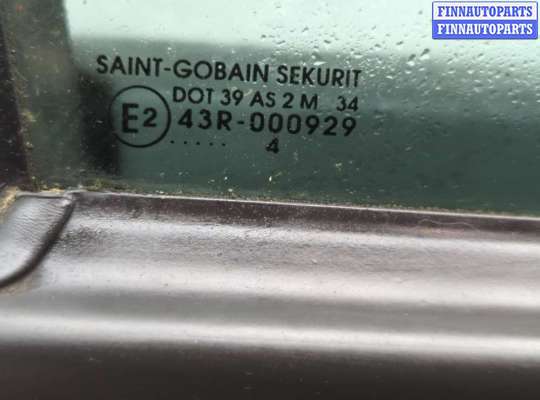 FINNAUTOPARTS
FINNAUTOPARTS
SAINT-GOBAIN SEKURIT
DOT 39 AS 2 M 34
E2 43R-000929
..... 4